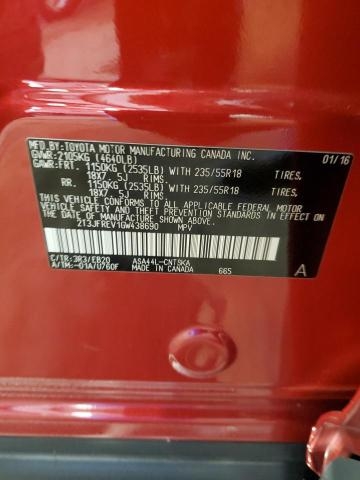 MFD.BY: TOYOTA MOTOR MANUFACTURING CANADA INC. 01/16
GVWR: 2105KG (4640LB)
GAWR: FRT. 1150KG (2535LB) WITH 235/55R18 TIRES,
18X7.5J RIMS.
RR. 1150KG (2535LB) WITH 235/55R18 TIRES,
18X7.5J RIMS.
THIS VEHICLE CONFORMS TO ALL APPLICABLE FEDERAL MOTOR
VEHICLE SAFETY STANDARDS IN EFFECT ON THE DATE OF
MANUFACTURE SHOWN ABOVE.
2T3JFREV1GW438690 MPV
C/TR: 3R3/EB20 ASA44L-CNTSKA
A/TM: -01A/U760F MADE IN CANADA 665 A